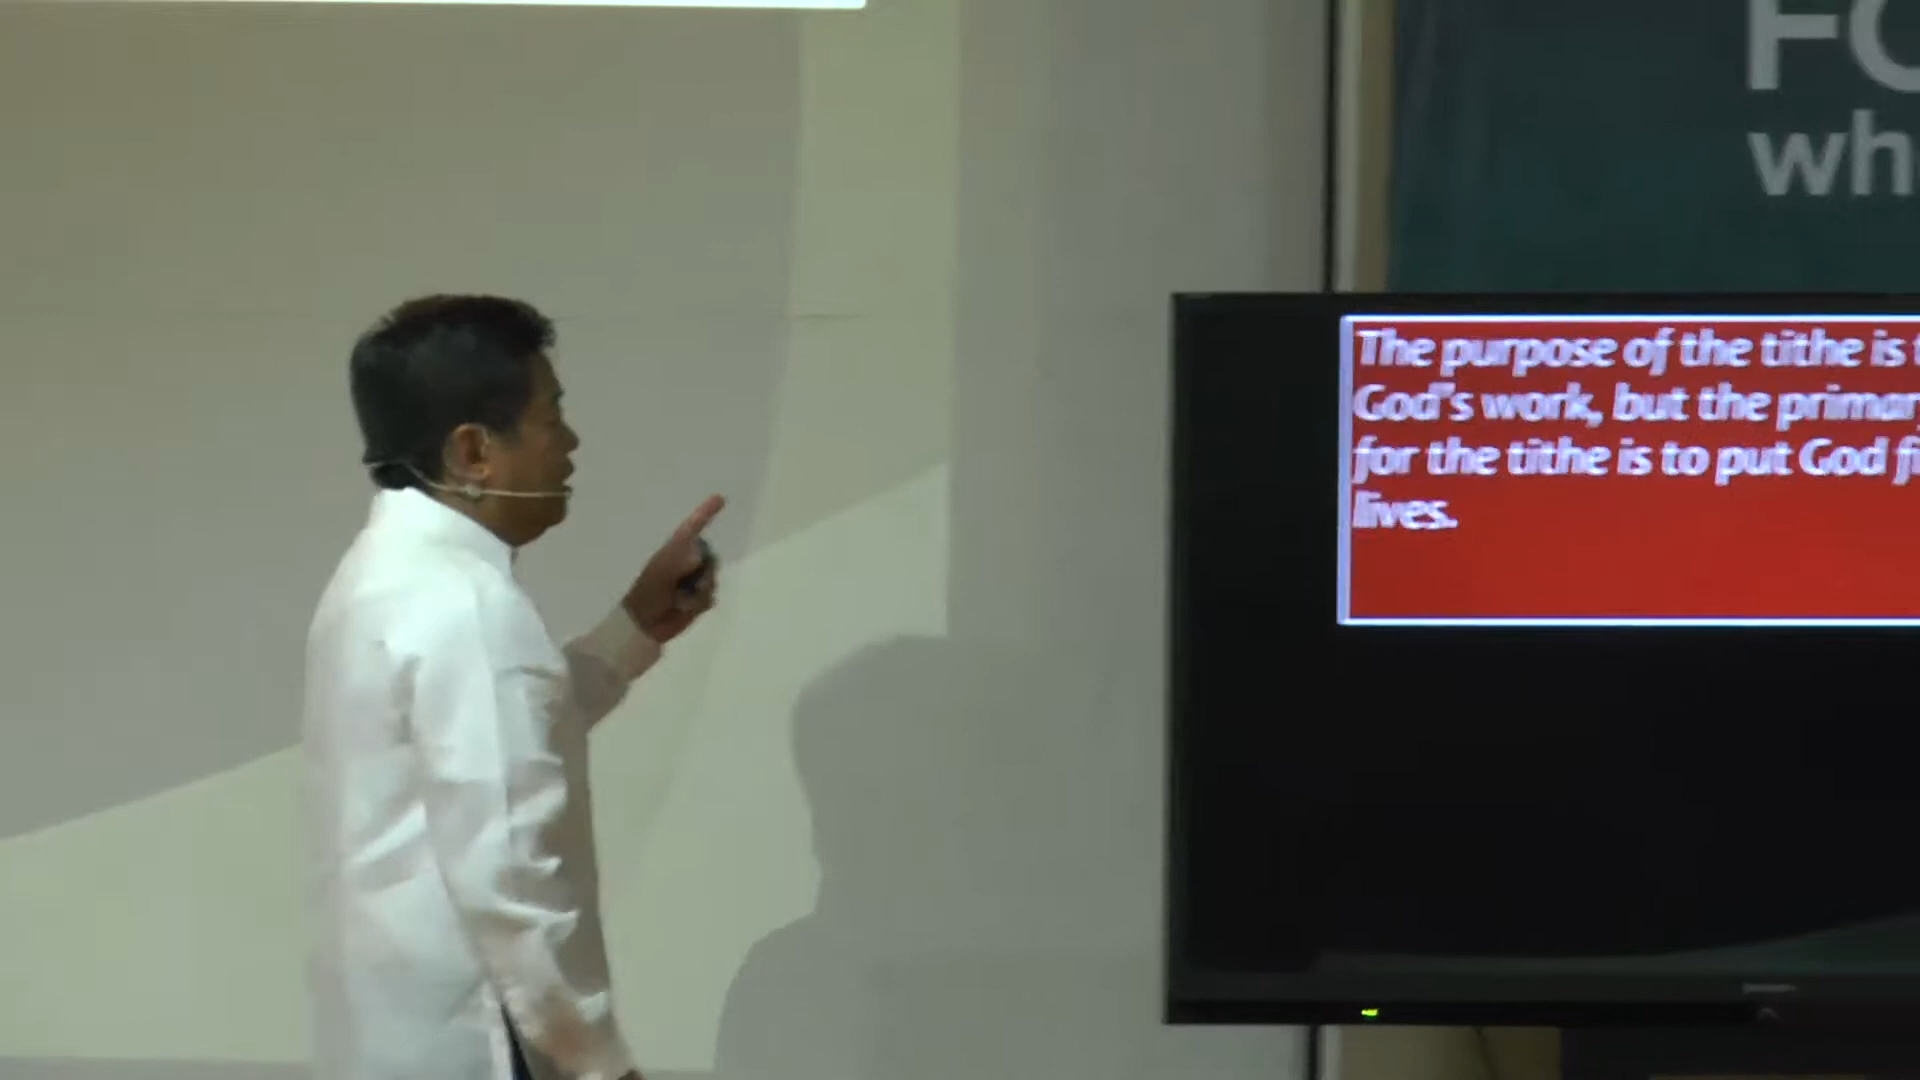 FO
wh
The purpose of the tithe is
God's work, but the primar
for the tithe is to put God
lives.